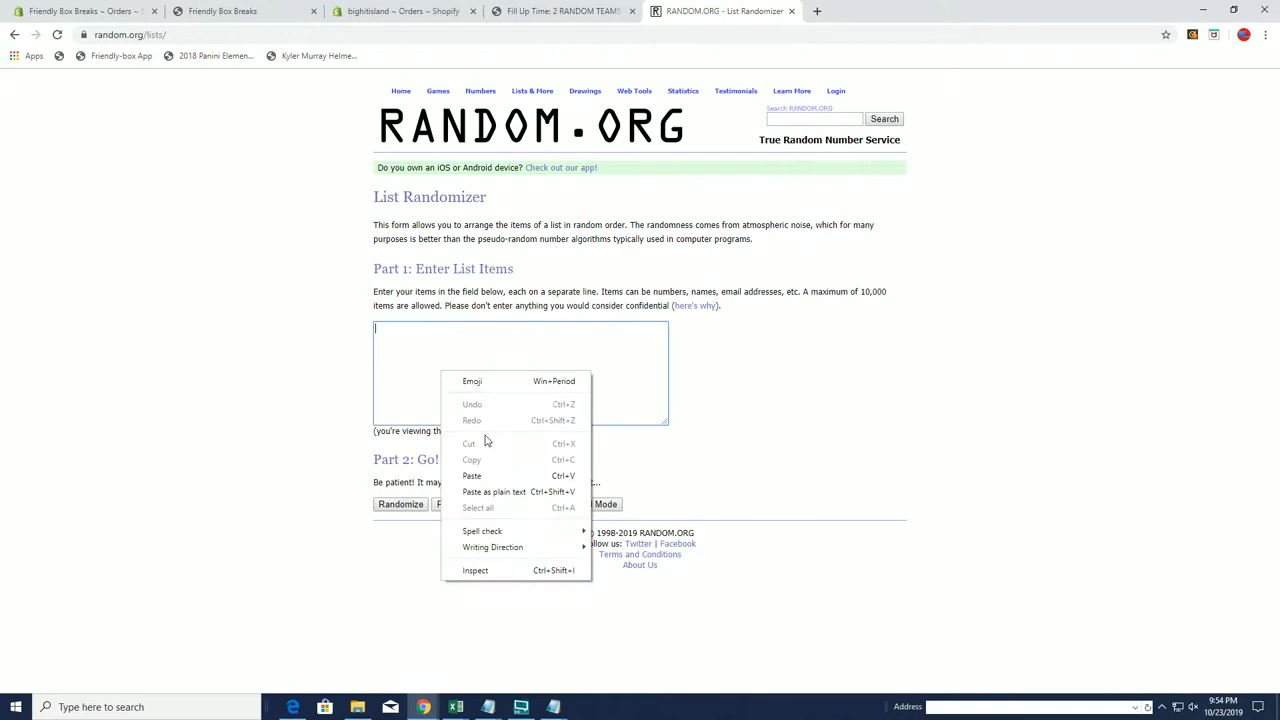 Friendly Box Breaks ~ Orders ~ S
Friendly Box Breaks
bighitisland ~ Orders ~ Shopify
Fill Up Time: 2 RANDOM TEAMS
RANDOM.ORG - List Randomizer
random.org/lists/
Apps
Friendly-box App
2018 Panini Elemen...
Kyler Murray Helme...
Home Games Numbers Lists & More Drawings Web Tools Statistics Testimonials Learn More Login
RANDOM.ORG
Search RANDOM.ORG
Search
True Random Number Service
Do you own an iOS or Android device? Check out our app!
List Randomizer
This form allows you to arrange the items of a list in random order. The randomness comes from atmospheric noise, which for many
purposes is better than the pseudo-random number algorithms typically used in computer programs.
Part 1: Enter List Items
Enter your items in the field below, each on a separate line. Items can be numbers, names, email addresses, etc. A maximum of 10,000
items are allowed. Please don't enter anything you would consider confidential (here's why).
Emoji Win+Period
Undo Ctrl+Z
Redo Ctrl+Shift+Z
Cut Ctrl+X
Copy Ctrl+C
Paste Ctrl+V
Paste as plain text Ctrl+Shift+V
Select all Ctrl+A
Spell check
Writing Direction
Inspect Ctrl+Shift+I
(you're viewing
Part 2: Go!
Be patient! It may
Randomize
Mode
1998-2019 RANDOM.ORG
us: Twitter | Facebook
Terms and Conditions
About Us
Type here to search
Address
9:54 PM
10/23/2019